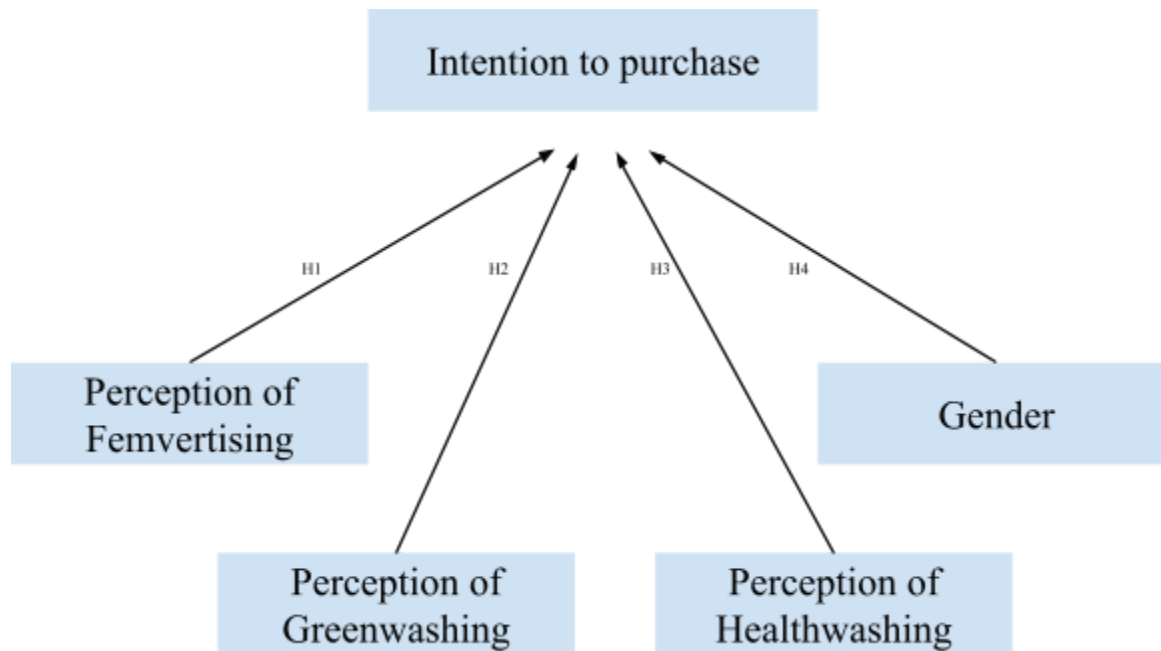 Intention to purchase
H1
H2
H3
H4
Perception of
Femvertising
Gender
Perception of
Greenwashing
Perception of
Healthwashing